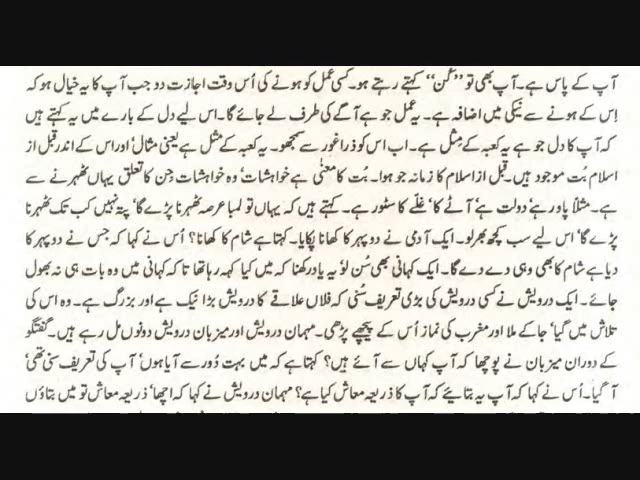 آپ کے پاس ہے۔ آپ بھی تو ”کُن“ کہتے رہتے ہو۔ کسی عمل کو ہونے کی اُس وقت اجازت دو جب آپ کا یہ خیال ہو کہ
اِس کے ہونے سے نیکی میں اضافہ ہے۔ یہ عمل جو ہے آگے کی طرف لے جائے گا۔ اس لیے دل کے بارے میں یہ کہتے ہیں
کہ آپ کا دل جو ہے یہ کعبہ کے مِثل ہے۔ اب اس کو ذرا غور سے سمجھو۔ یہ کعبہ کے مثل ہے یعنی مثال‘ اور اس کے اندر قبل از
اسلام بُت موجود ہیں۔ قبل از اسلام کا زمانہ جو ہوا۔ بُت کا معنٰی ہے خواہشات‘ وہ خواہشات جن کا تعلق یہاں ٹھہرنے سے
ہے۔ مثلاً پاور ہے‘ دولت ہے‘ آٹے کا‘ غلّے کا سٹور ہے۔ کہتے ہیں کہ یہاں تو لمبا عرصہ ٹھہرنا پڑے گا‘ پتہ نہیں کب تک ٹھہرنا
پڑے گا‘ اس لیے سب کچھ بھر لو۔ ایک آدمی نے دوپہر کا کھانا پکایا۔ کہتا ہے شام کا کھانا؟ اُس نے کہا کہ جس نے دوپہر کا
دیا ہے شام کا بھی وہی دے دے گا۔ ایک کہانی بھی سُن لو‘ یہ یاد رکھنا کہ میں کیا کہہ رہا تھا تا کہ کہانی میں وہ بات ہی نہ بھول
جائے۔ ایک درویش نے کسی درویش کی بڑی تعریف سُنی کہ فلاں علاقے کا درویش بڑا نیک ہے اور بزرگ ہے۔ وہ اس کی
تلاش میں گیا‘ جا کے ملا اور مغرب کی نماز اُس کے پیچھے پڑھی۔ مہمان درویش اور میزبان درویش دونوں مل رہے ہیں۔ گفتگو
کے دوران میزبان نے پوچھا کہ آپ کہاں سے آئے ہیں؟ کہتا ہے کہ میں بہت دُور سے آیا ہوں‘ آپ کی تعریف سنی تھی‘
آ گیا۔ اُس نے کہا کہ آپ یہ بتائیے کہ آپ کا ذریعہ معاش کیا ہے؟ مہمان درویش نے کہا کہ اچھا‘ ذریعہ معاش تو میں بتاؤں